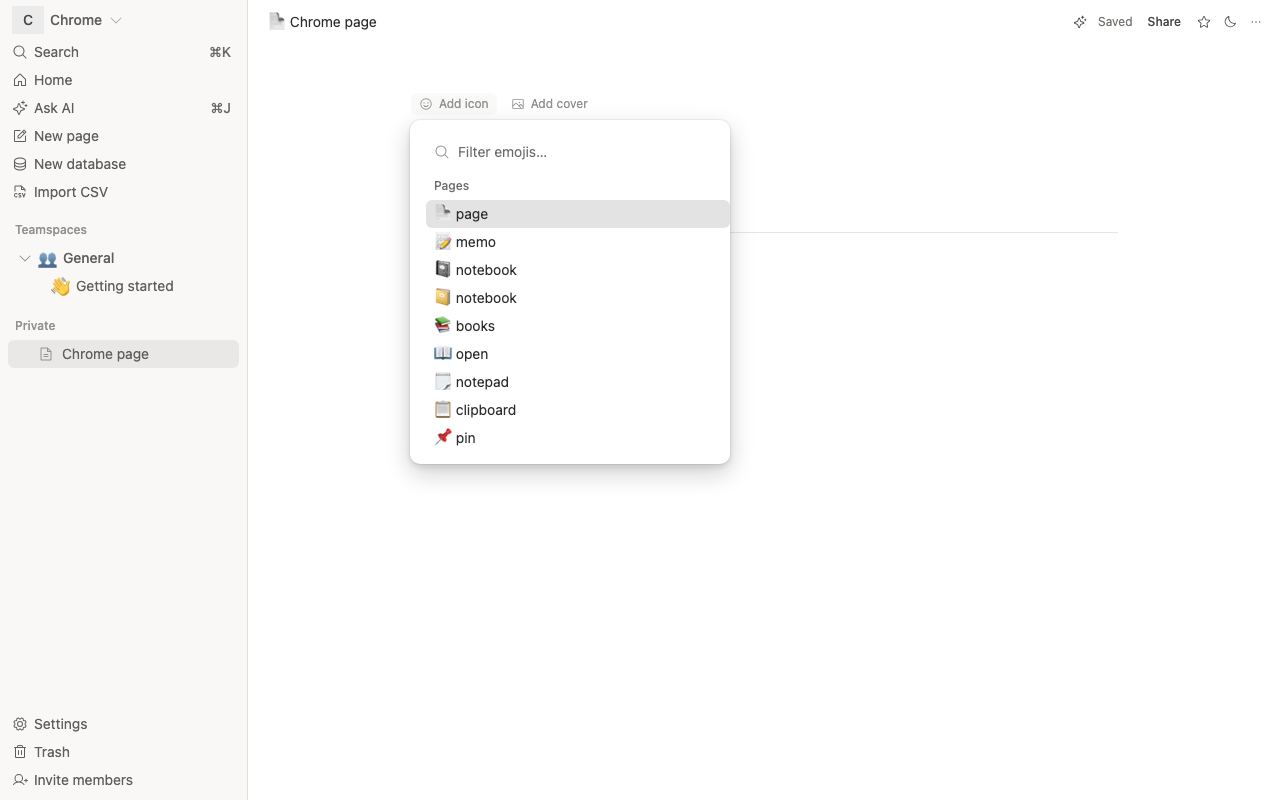 C Chrome
Search ⌘K
Home
Ask AI ⌘J
New page
New database
Import CSV
Teamspaces
General
Getting started
Private
Chrome page
Settings
Trash
Invite members
Chrome page
Saved Share
Add icon Add cover
Filter emojis…
Pages
page
memo
notebook
notebook
books
open
notepad
clipboard
pin